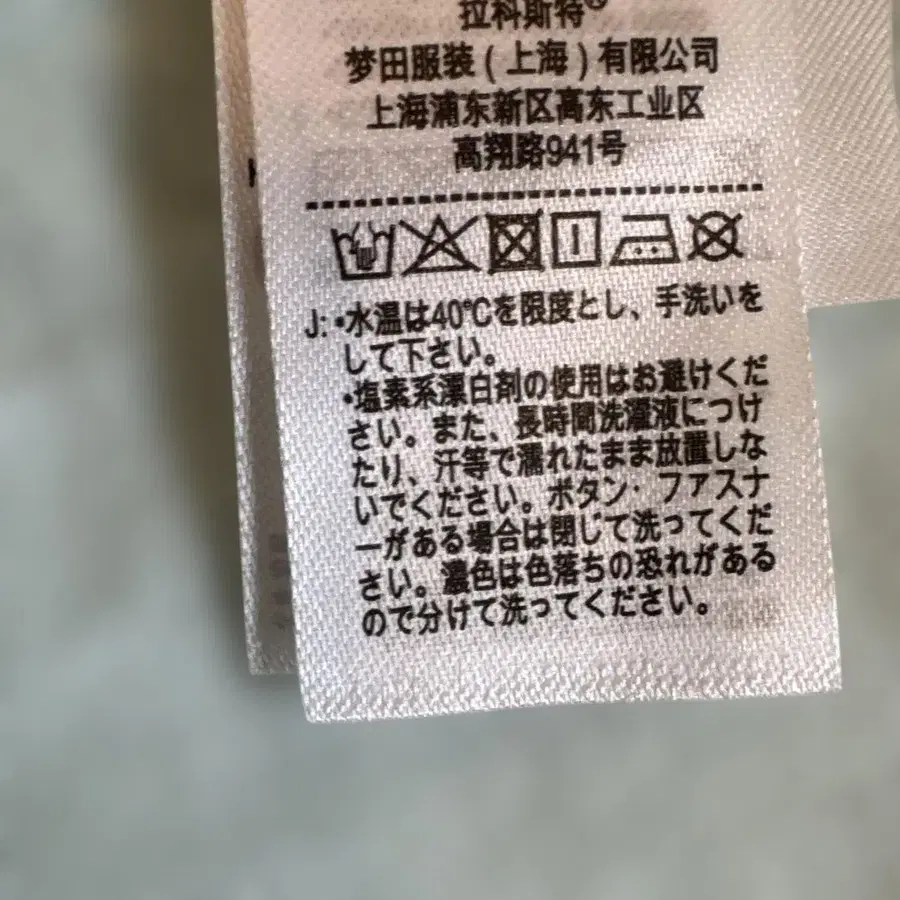 拉科斯特®
梦田服装(上海)有限公司
上海浦东新区高东工业区
高翔路941号
J:・水温は40℃を限度とし、手洗いを
して下さい。
・塩素系漂白剤の使用はお避けくだ
さい。また、長時間洗濯液につけ
たり、汗等で濡れたまま放置しな
いでください。ボタン・ファスナ
ーがある場合は閉じて洗ってくだ
さい。濃色は色落ちの恐れがある
ので分けて洗ってください。